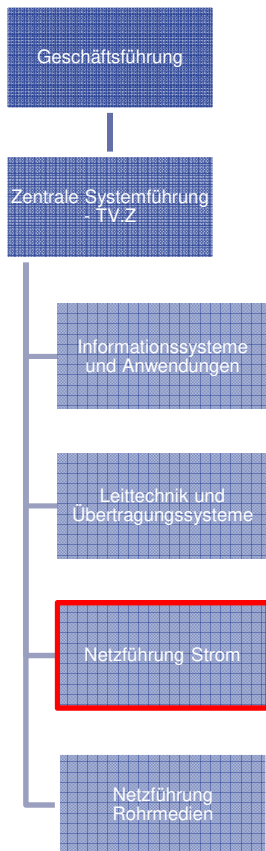 Geschäftsführung
Zentrale Systemführung
- TV.Z
Informationssysteme
und Anwendungen
Leittechnik und
Übertragungssysteme
Netzführung Strom
Netzführung
Rohrmedien